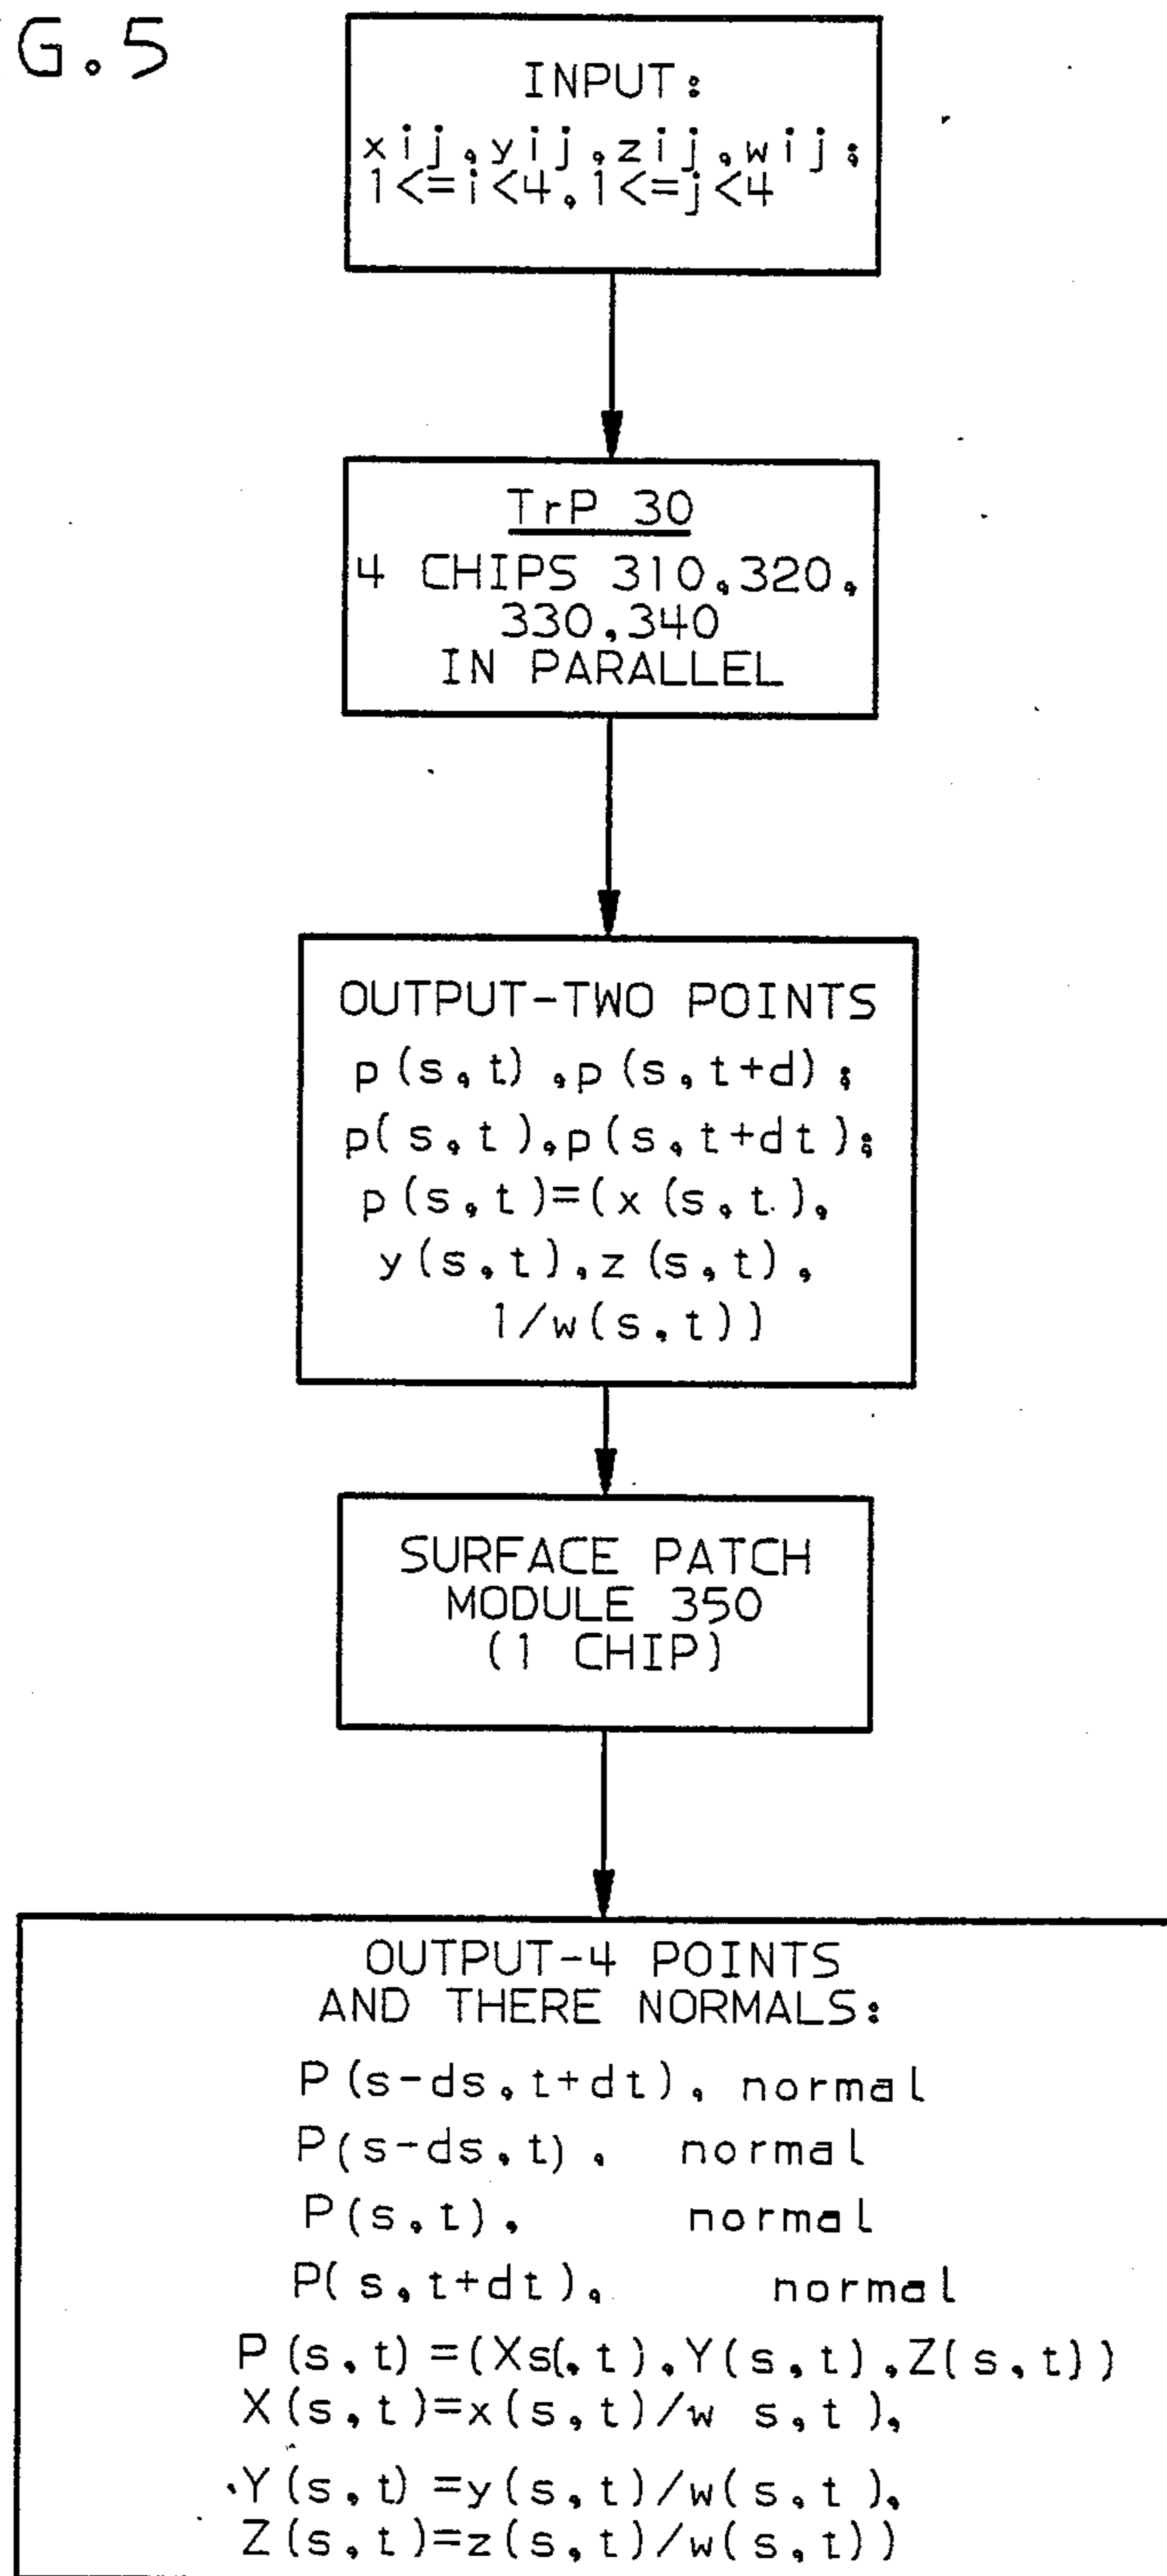 G.5
INPUT:
xij,yij,zij,wij;
1<=i<4,1<=j<4
TrP 30
4 CHIPS 310,320,
330,340
IN PARALLEL
OUTPUT-TWO POINTS
p(s,t),p(s,t+d);
p(s,t),p(s,t+dt);
p(s,t)=(x(s,t),
y(s,t),z(s,t),
1/w(s,t))
SURFACE PATCH
MODULE 350
(1 CHIP)
OUTPUT-4 POINTS
AND THERE NORMALS:
P(s-ds,t+dt), normal
P(s-ds,t), normal
P(s,t), normal
P(s,t+dt), normal
P(s,t)=(Xs(,t),Y(s,t),Z(s,t))
X(s,t)=x(s,t)/w s,t),
Y(s,t)=y(s,t)/w(s,t),
Z(s,t)=z(s,t)/w(s,t))